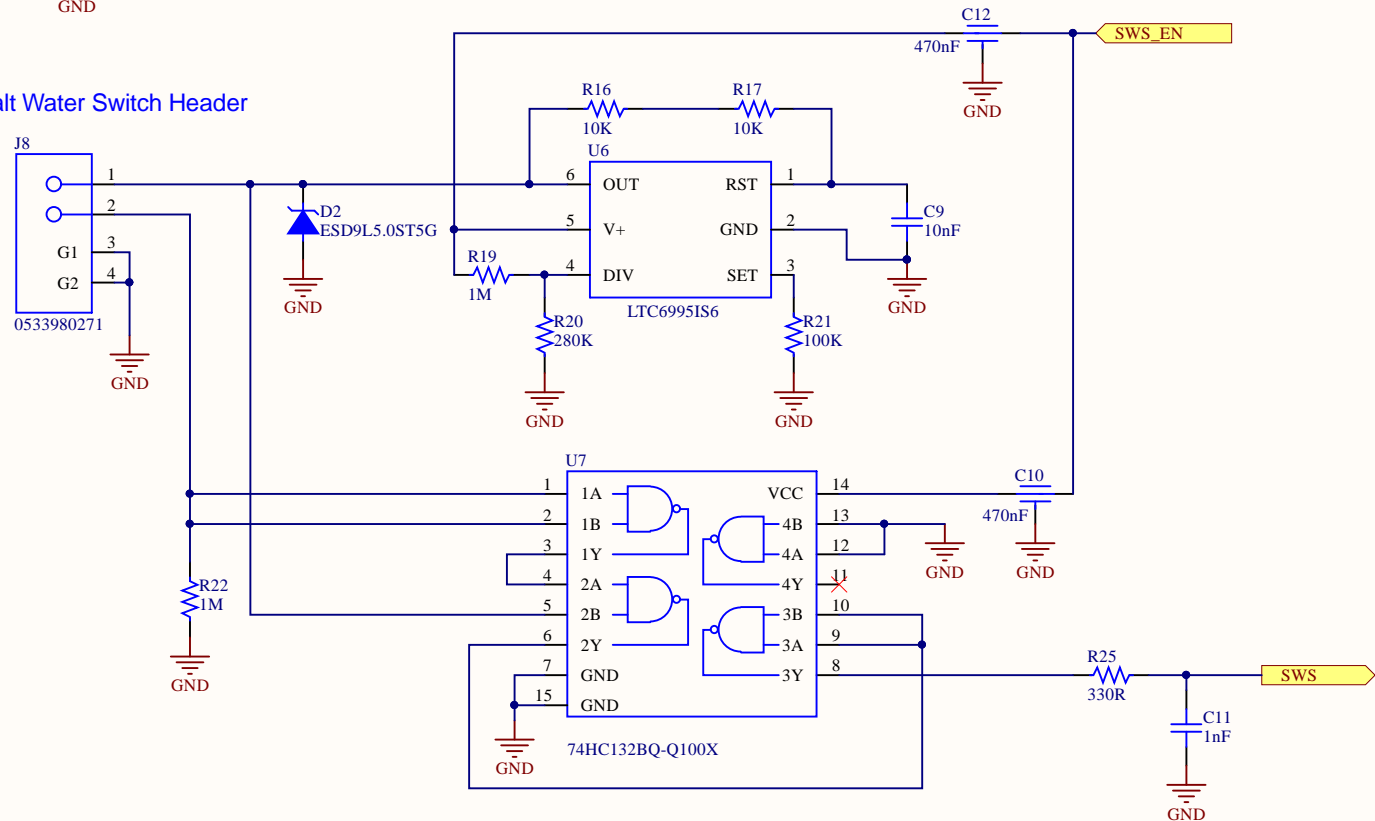 GND
C12
SWS_EN
470nF
GND
alt Water Switch Header
R16
R17
10K
10K
J8
U6
1
6
OUT
RST
1
2
D2
ESD9L5.0ST5G
5
V+
GND
2
C9
10nF
G1
3
R19
4
DIV
SET
3
G2
4
1M
GND
GND
LTC6995IS6
0533980271
R20
280K
R21
100K
GND
GND
GND
U7
1
1A
VCC
14
C10
470nF
2
1B
4B
13
3
1Y
4A
12
GND
GND
4
2A
4Y
11
R22
1M
5
2B
3B
10
6
2Y
3A
9
7
GND
3Y
8
R25
330R
SWS
GND
15
GND
C11
1nF
74HC132BQ-Q100X
GND
GND